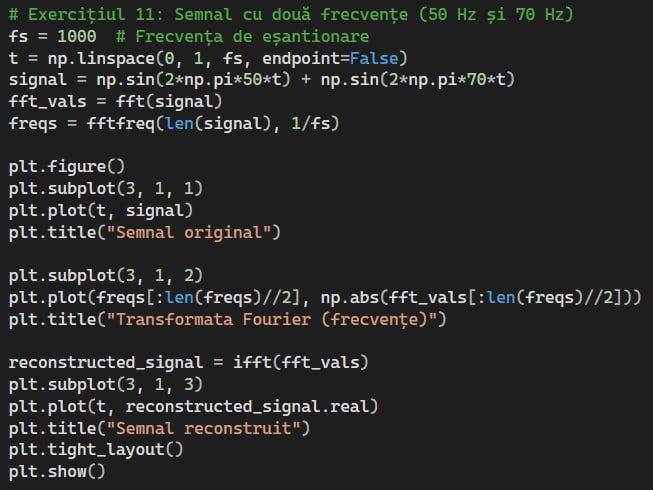 # Exercițiul 11: Semnal cu două frecvențe (50 Hz și 70 Hz)
fs = 1000  # Frecvența de eșantionare
t = np.linspace(0, 1, fs, endpoint=False)
signal = np.sin(2*np.pi*50*t) + np.sin(2*np.pi*70*t)
fft_vals = fft(signal)
freqs = fftfreq(len(signal), 1/fs)

plt.figure()
plt.subplot(3, 1, 1)
plt.plot(t, signal)
plt.title("Semnal original")

plt.subplot(3, 1, 2)
plt.plot(freqs[:len(freqs)//2], np.abs(fft_vals[:len(freqs)//2]))
plt.title("Transformata Fourier (frecvențe)")

reconstructed_signal = ifft(fft_vals)
plt.subplot(3, 1, 3)
plt.plot(t, reconstructed_signal.real)
plt.title("Semnal reconstruit")
plt.tight_layout()
plt.show()